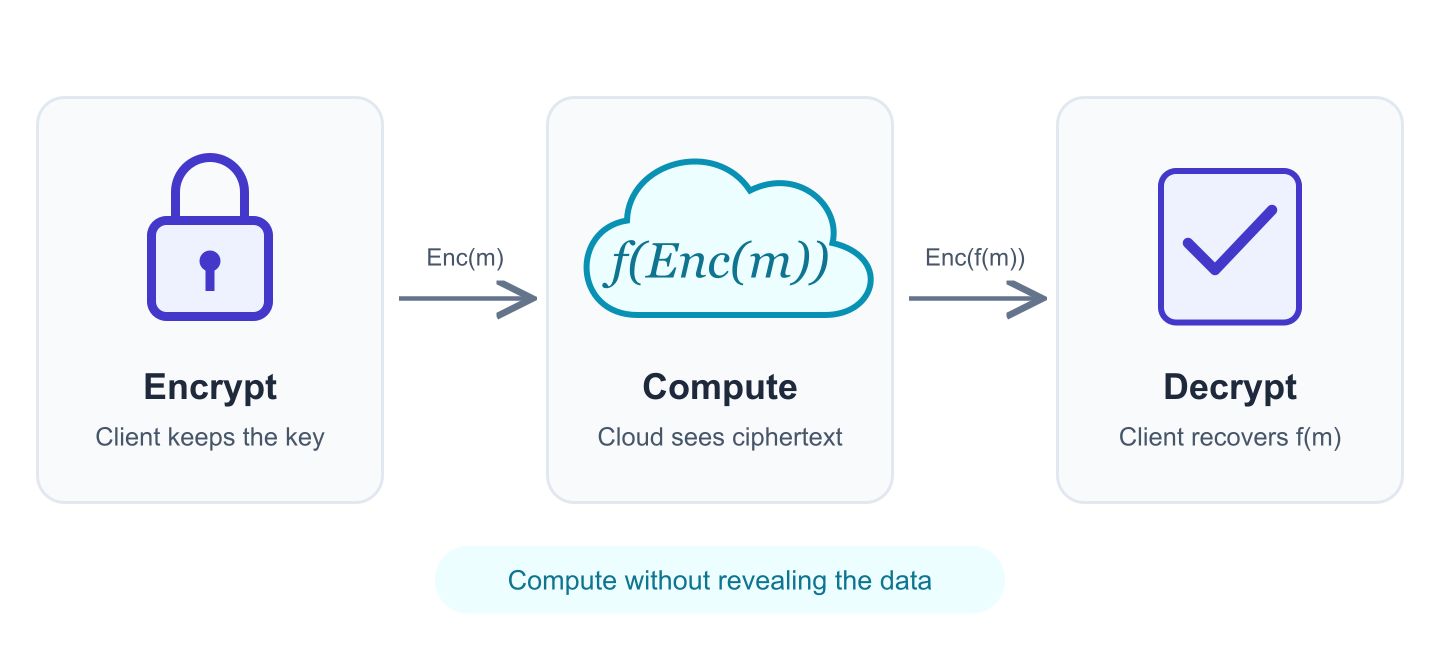 Enc(m)
f(Enc(m))
Enc(f(m))
Encrypt
Client keeps the key
Compute
Cloud sees ciphertext
Decrypt
Client recovers f(m)
Compute without revealing the data